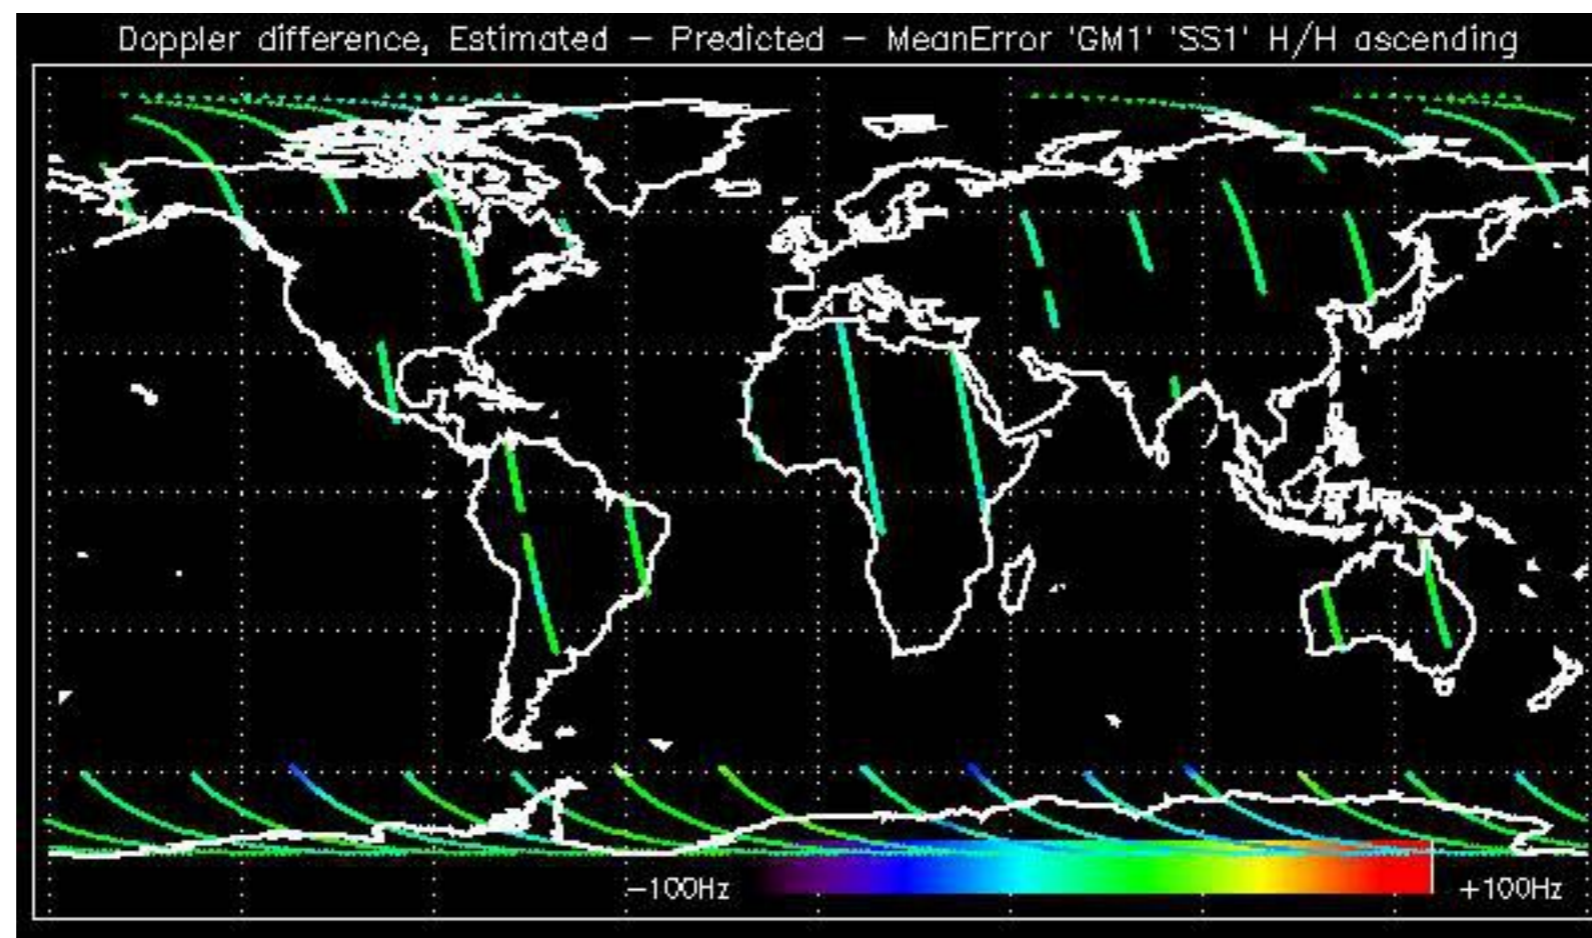 Doppler difference, Estimated – Predicted – MeanError 'GM1' 'SS1' H/H ascending
–100Hz
+100Hz